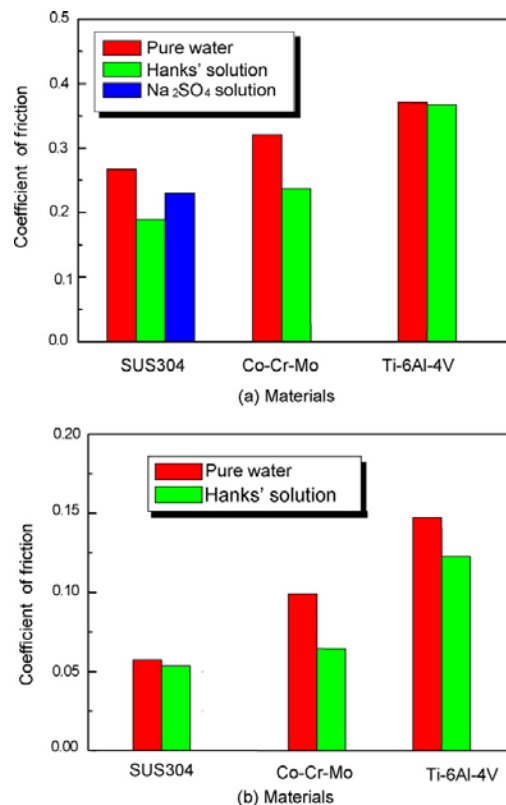 0.5
Pure water
Hanks' solution
Na2SO4 solution
0.4
0.3
0.2
0.1
0.0
Coefficient of friction
SUS304 Co-Cr-Mo Ti-6Al-4V
(a) Materials
0.20
Pure water
Hanks' solution
0.15
0.10
0.05
0.00
Coefficient of friction
SUS304 Co-Cr-Mo Ti-6Al-4V
(b) Materials